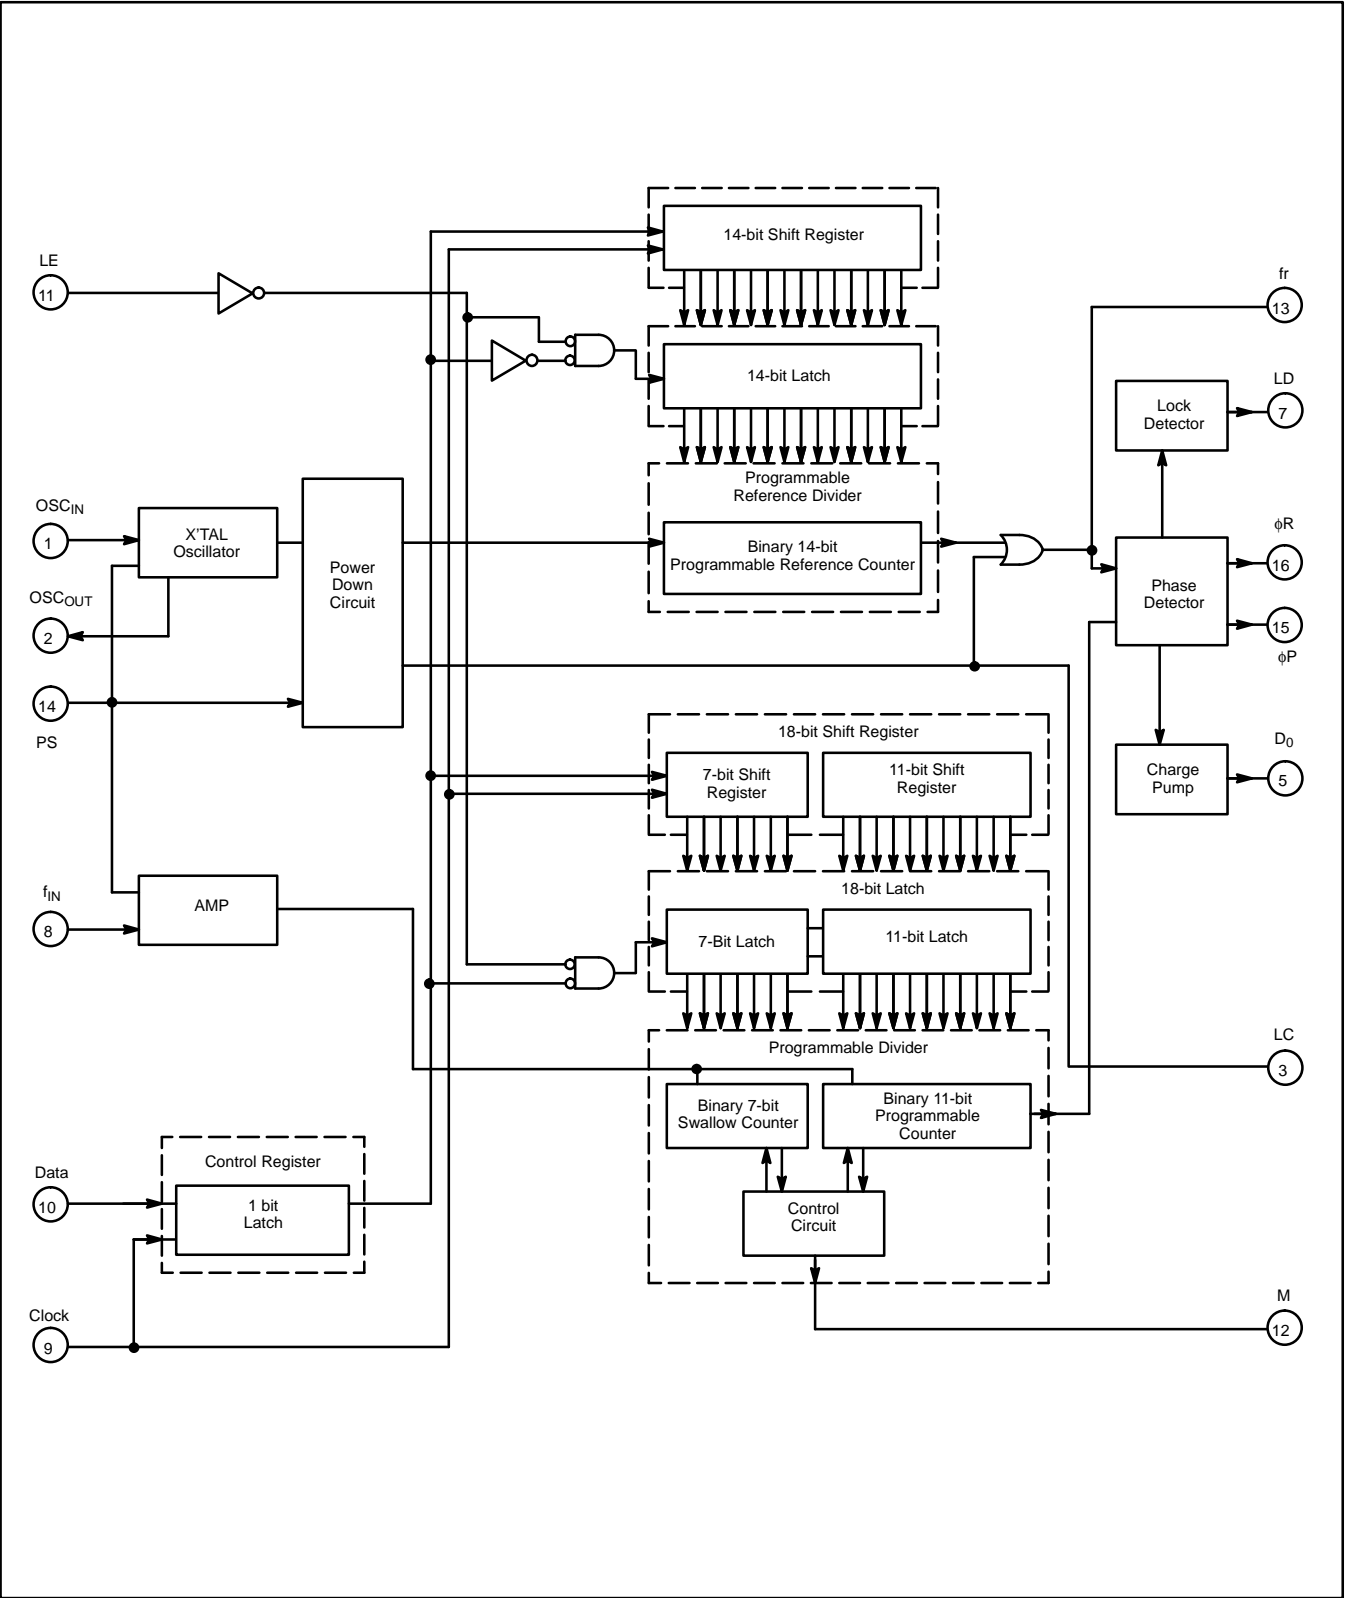 14-bit Shift Register
LE
11
fr
13
14-bit Latch
LD
7
Lock
Detector
Programmable
Reference Divider
OSCIN
1
X'TAL
Oscillator
Binary 14-bit
Programmable Reference Counter
ϕR
16
Power
Down
Circuit
Phase
Detector
OSCOUT
2
15
ϕP
14
PS
18-bit Shift Register
7-bit Shift
Register
11-bit Shift
Register
D0
5
Charge
Pump
18-bit Latch
fIN
8
AMP
7-Bit Latch
11-bit Latch
Programmable Divider
LC
3
Binary 7-bit
Swallow Counter
Binary 11-bit
Programmable
Counter
Control Register
Data
10
1 bit
Latch
Control
Circuit
M
12
Clock
9